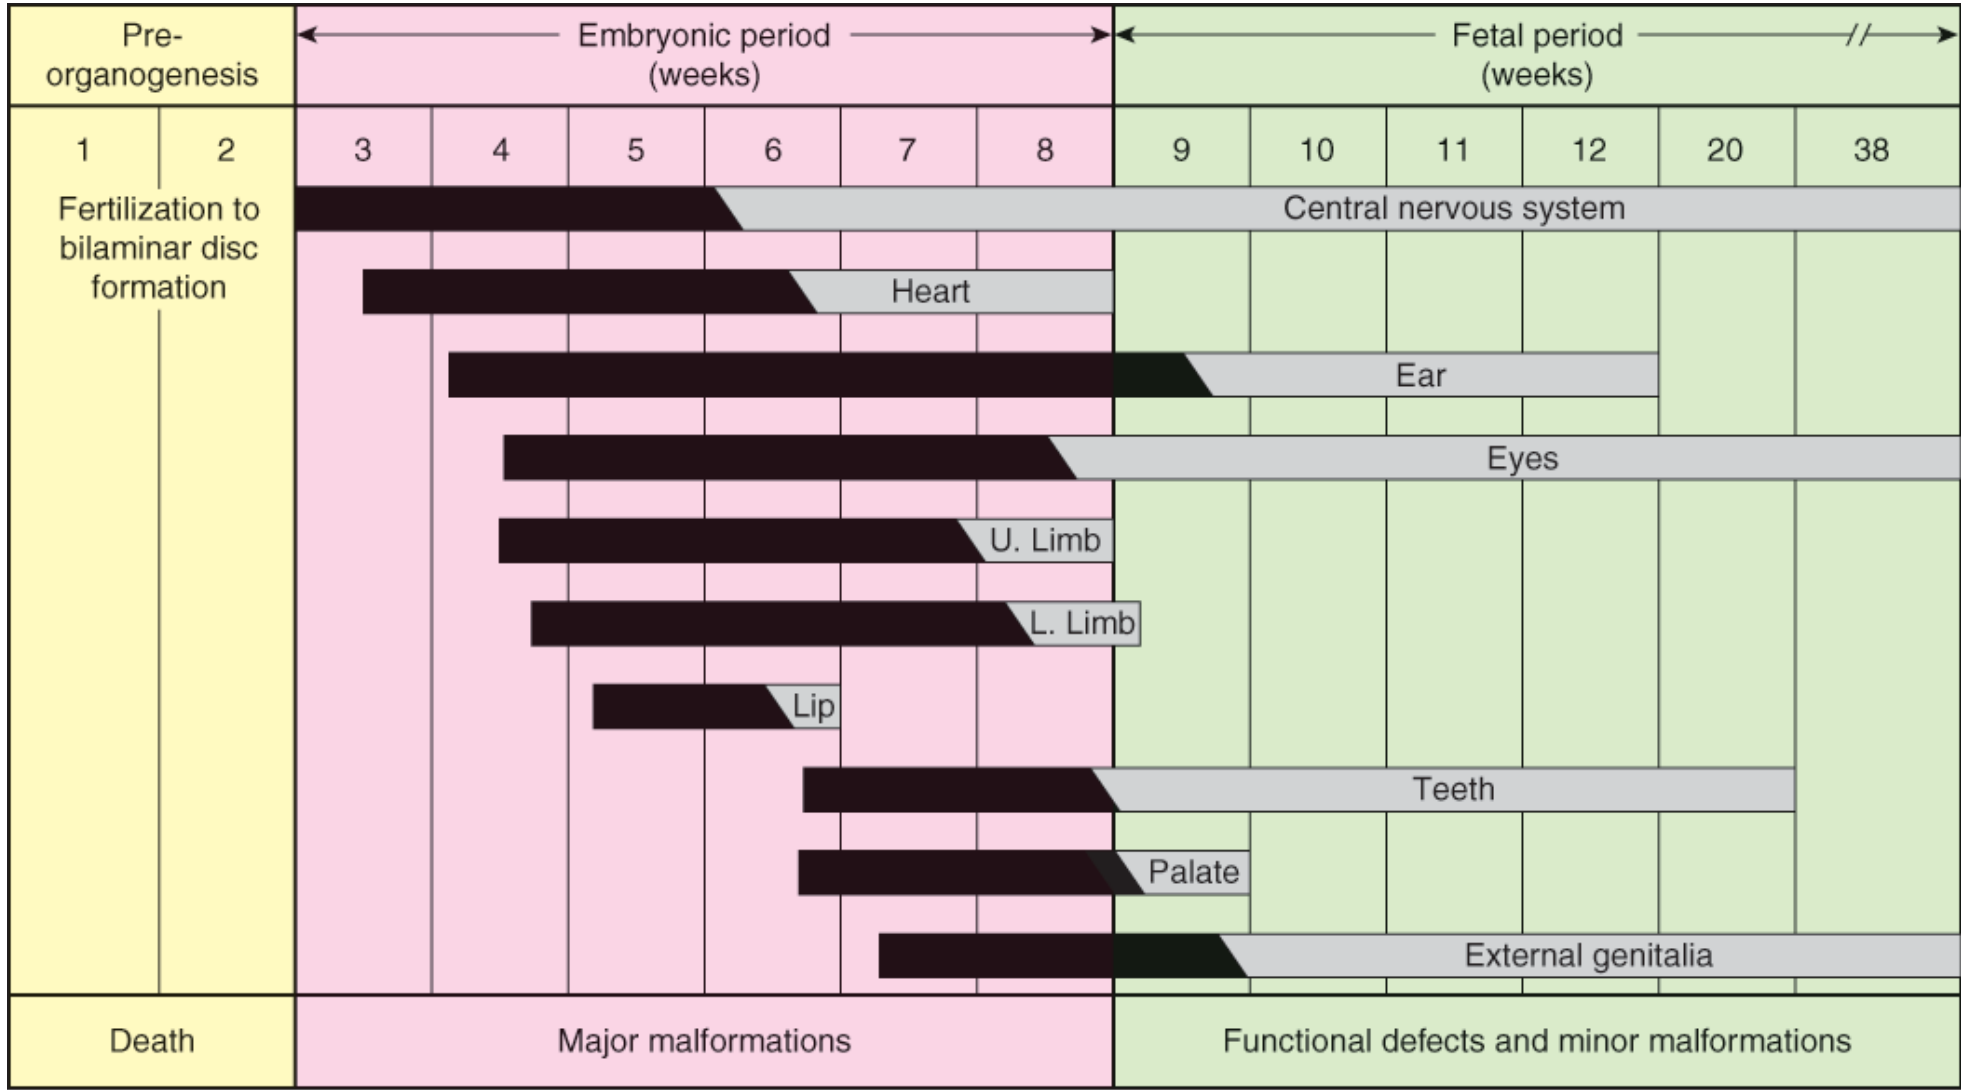 Pre-
organogenesis
Embryonic period
(weeks)
Fetal period
(weeks)
1 2 3 4 5 6 7 8 9 10 11 12 20 38
Fertilization to
bilaminar disc
formation
Central nervous system
Heart
Ear
Eyes
U. Limb
L. Limb
Lip
Teeth
Palate
External genitalia
Death
Major malformations
Functional defects and minor malformations